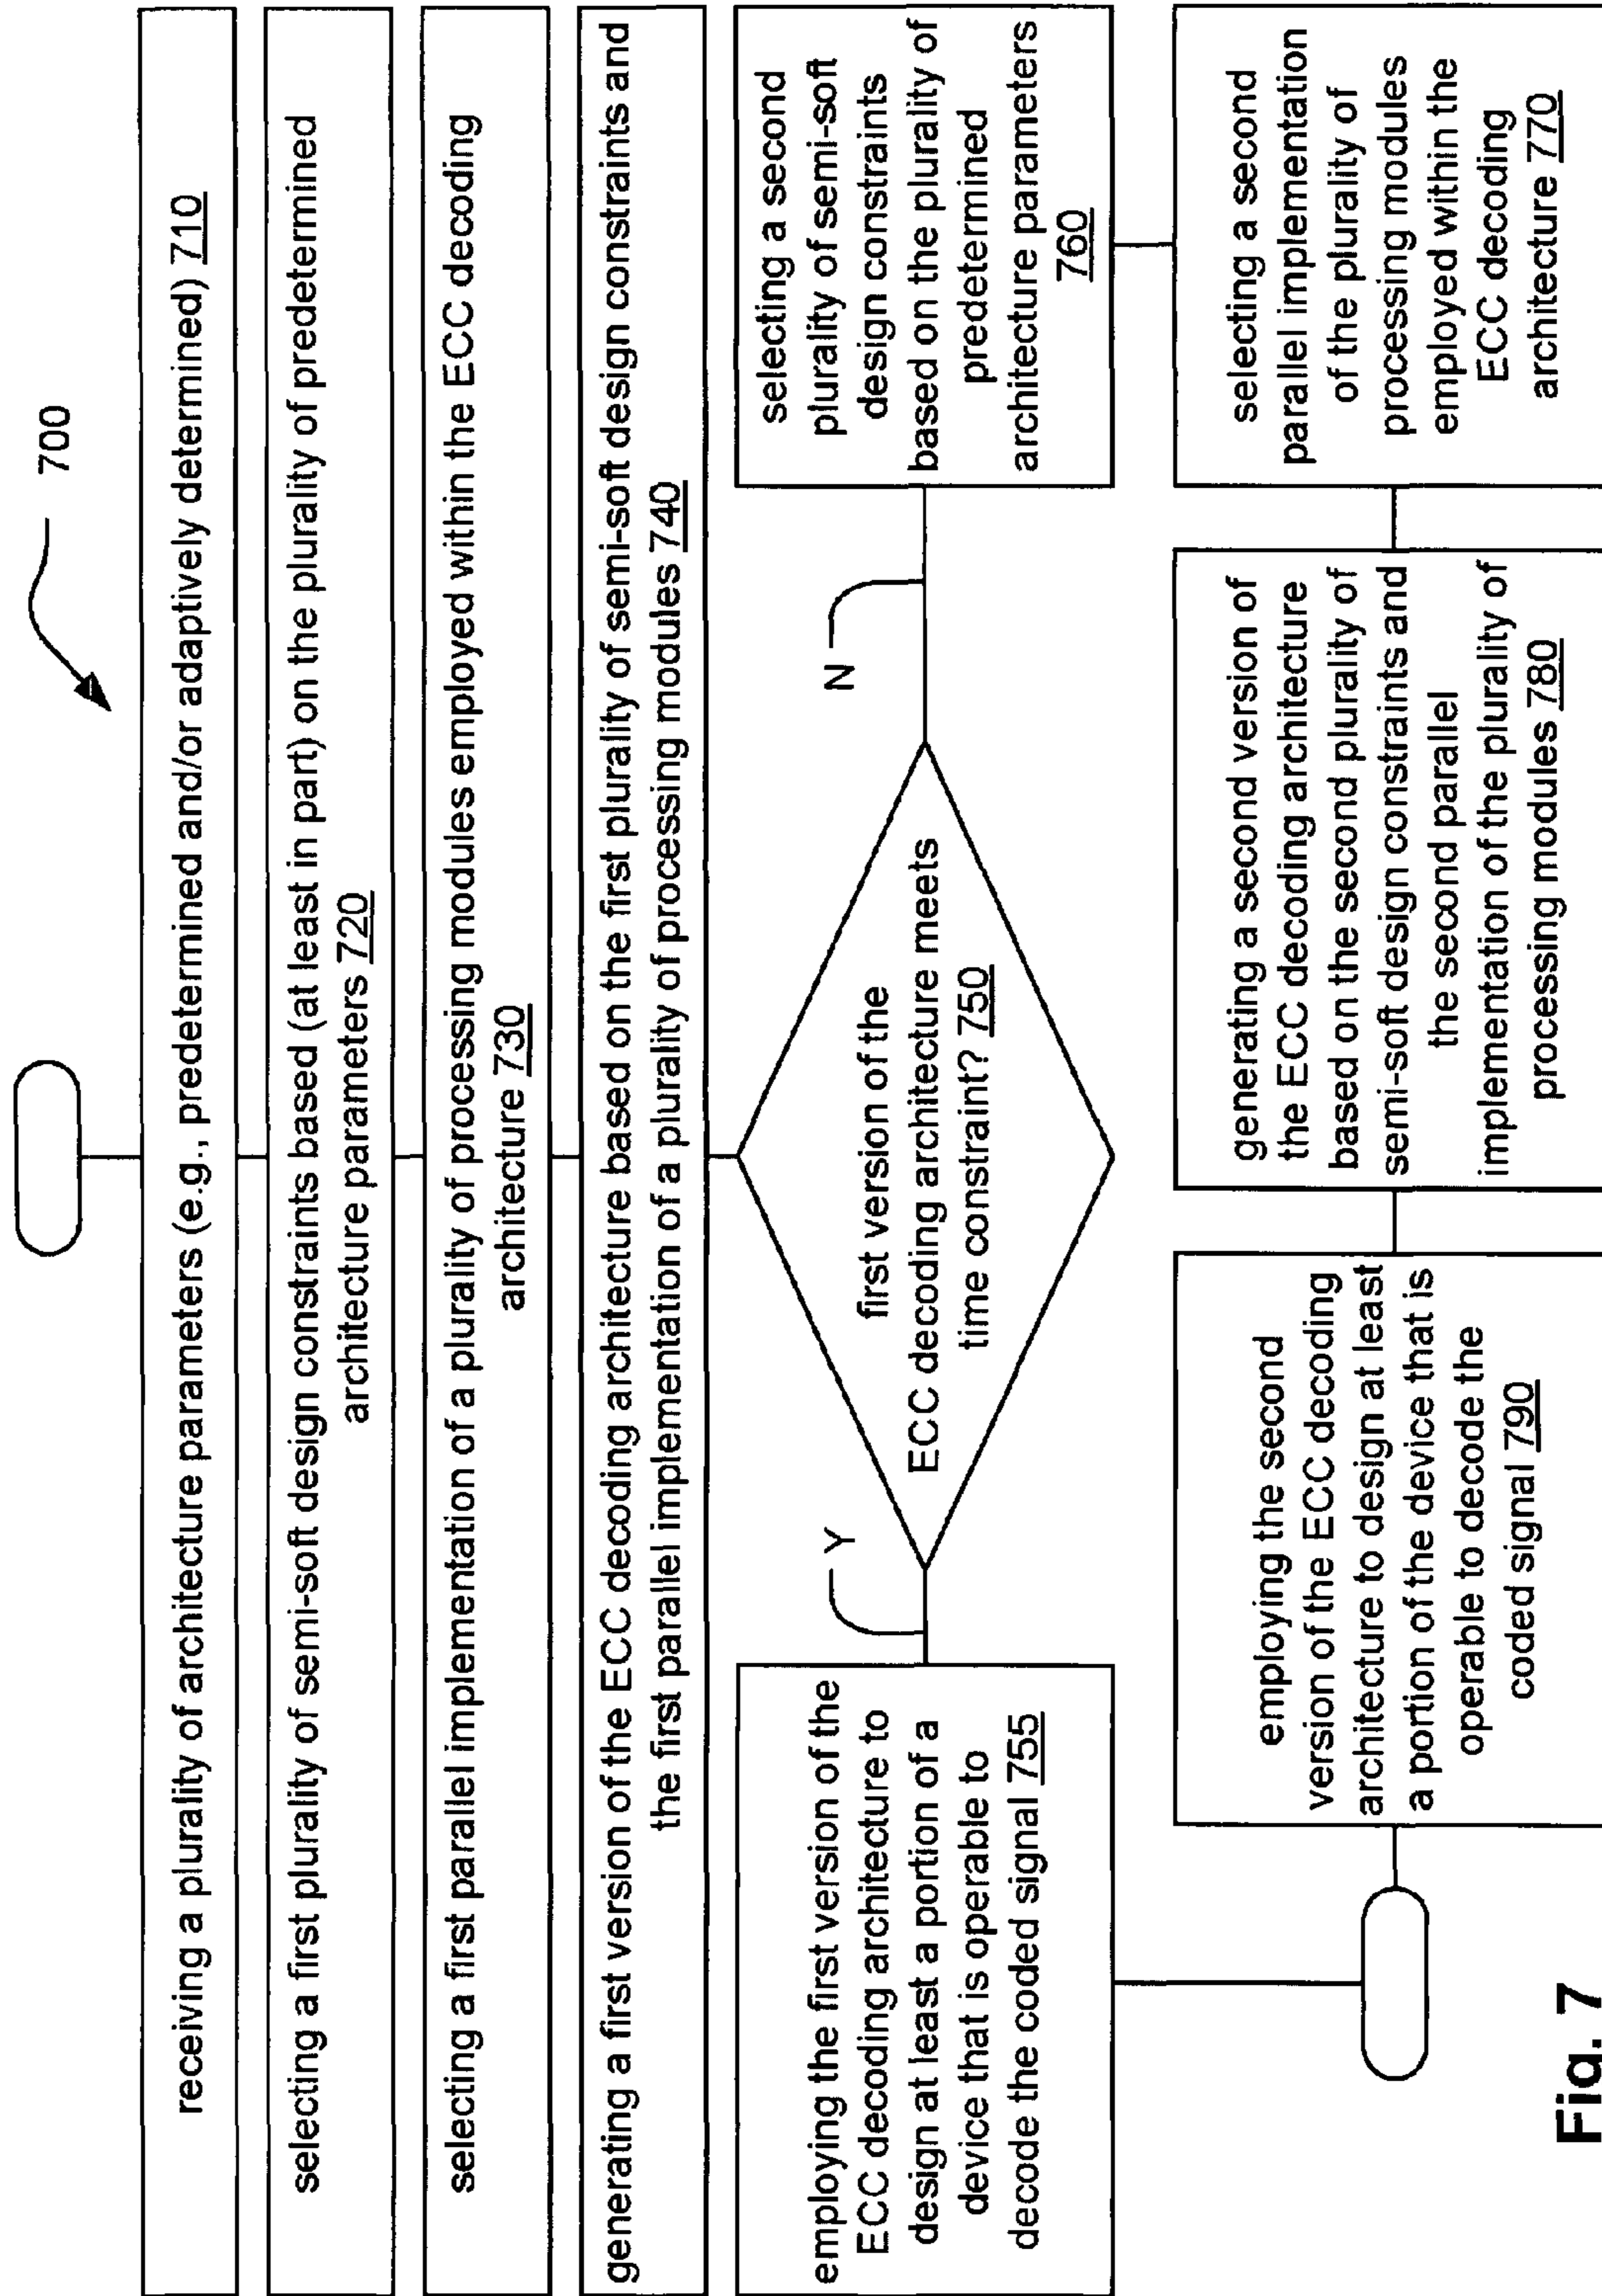 700
receiving a plurality of architecture parameters (e.g., predetermined and/or adaptively determined) 710
selecting a first plurality of semi-soft design constraints based (at least in part) on the plurality of predetermined
architecture parameters 720
selecting a first parallel implementation of a plurality of processing modules employed within the ECC decoding
architecture 730
generating a first version of the ECC decoding architecture based on the first plurality of semi-soft design constraints and
the first parallel implementation of a plurality of processing modules 740
first version of the
ECC decoding architecture meets
time constraint? 750
Y
N
employing the first version of the
ECC decoding architecture to
design at least a portion of a
device that is operable to
decode the coded signal 755
selecting a second
plurality of semi-soft
design constraints
based on the plurality of
predetermined
architecture parameters
760
selecting a second
parallel implementation
of the plurality of
processing modules
employed within the
ECC decoding
architecture 770
generating a second version of
the ECC decoding architecture
based on the second plurality of
semi-soft design constraints and
the second parallel
implementation of the plurality of
processing modules 780
employing the second
version of the ECC decoding
architecture to design at least
a portion of the device that is
operable to decode the
coded signal 790
Fig. 7